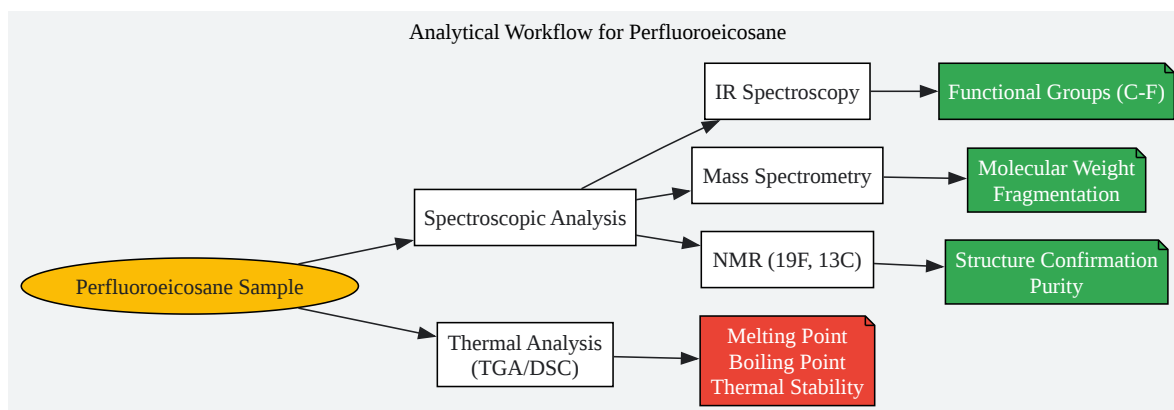 Analytical Workflow for Perfluoroeicosane
IR Spectroscopy
Functional Groups (C-F)
Mass Spectrometry
Molecular Weight
Fragmentation
Spectroscopic Analysis
NMR (19F, 13C)
Structure Confirmation
Purity
Perfluoroeicosane Sample
Thermal Analysis
(TGA/DSC)
Melting Point
Boiling Point
Thermal Stability